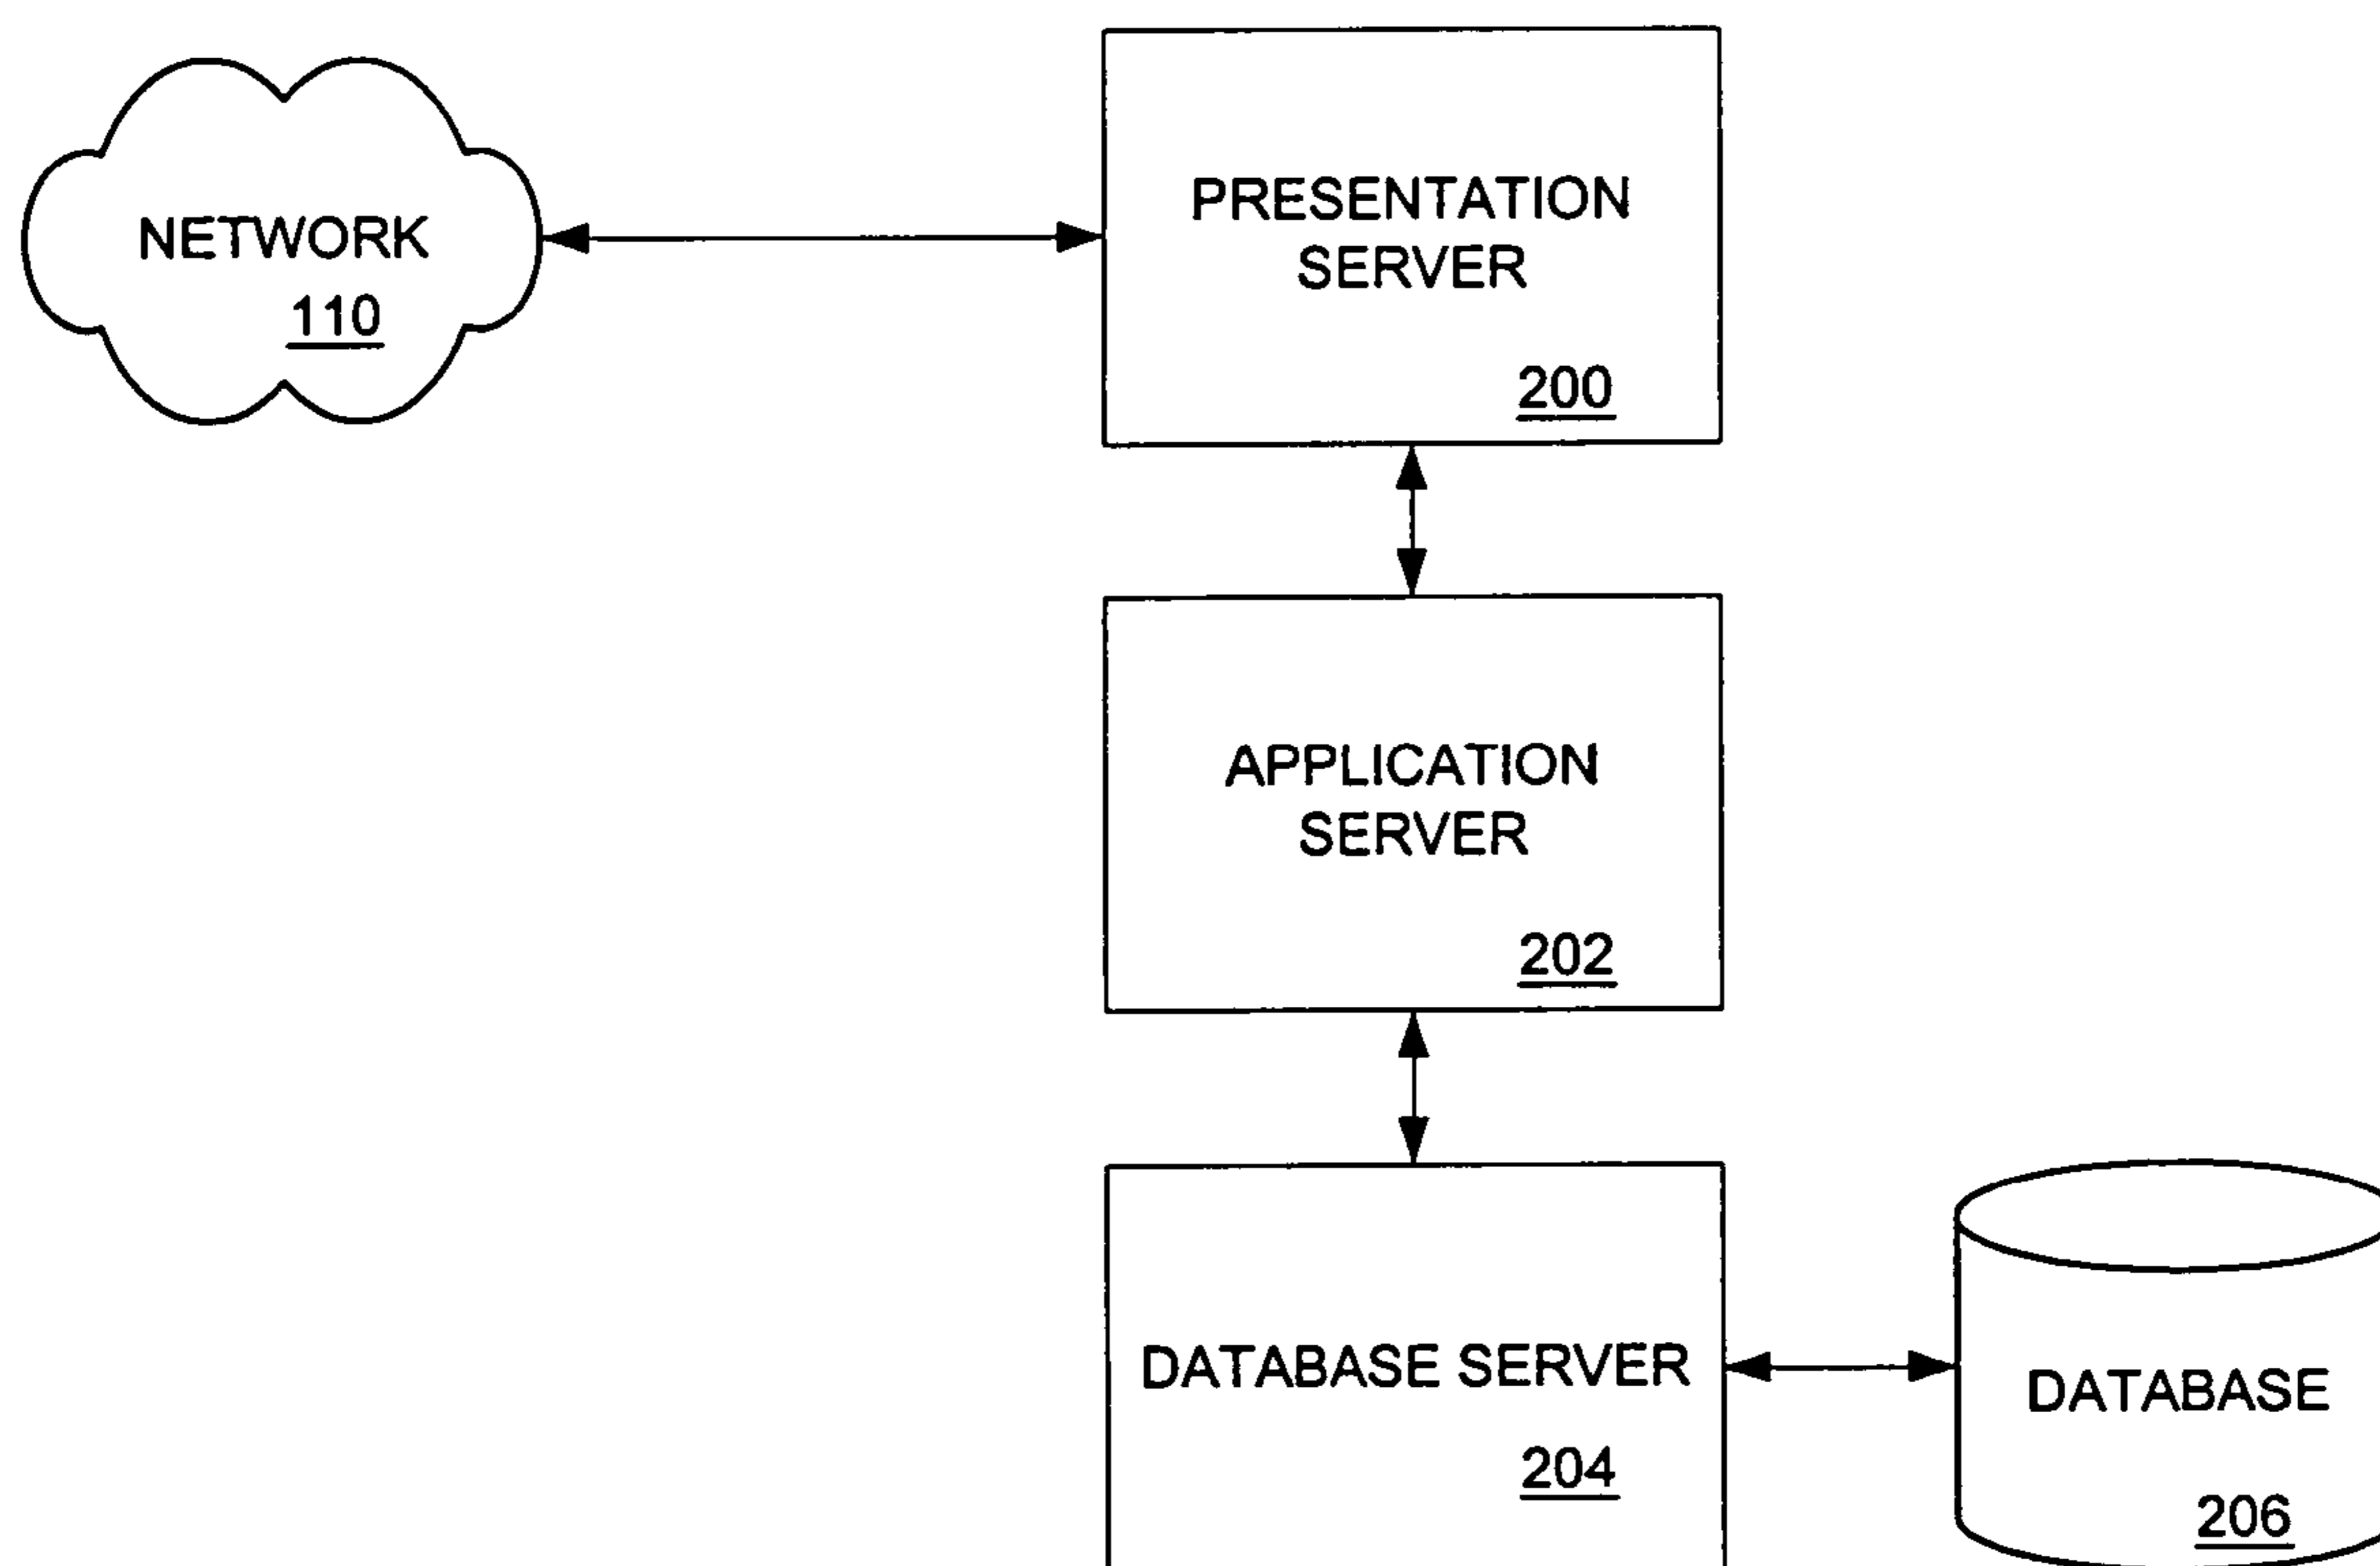 NETWORK
110
PRESENTATION
SERVER
200
APPLICATION
SERVER
202
DATABASE SERVER
204
DATABASE
206